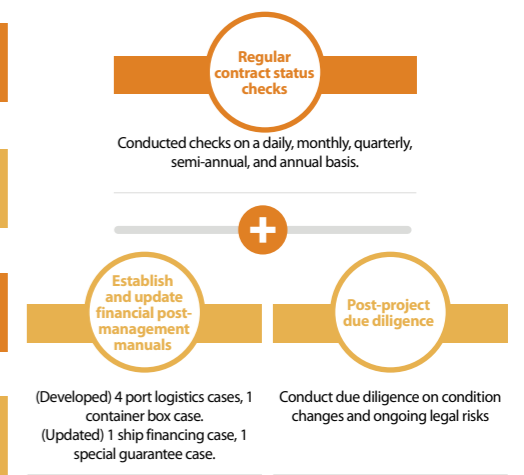 Regular
contract status
checks
Conducted checks on a daily, monthly, quarterly,
semi-annual, and annual basis.
+
Establish
and update
financial post-
management
manuals
(Developed) 4 port logistics cases, 1
container box case.
(Updated) 1 ship financing case, 1
special guarantee case.
Post-project
due diligence
Conduct due diligence on condition
changes and ongoing legal risks